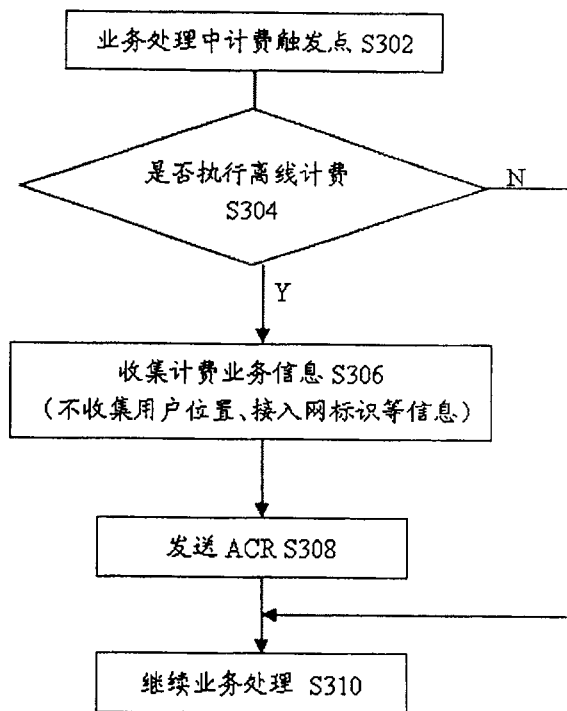 业务处理中计费触发点 S302
是否执行离线计费
S304
N
Y
收集计费业务信息 S306
（不收集用户位置、接入网标识等信息）
发送 ACR S308
继续业务处理 S310